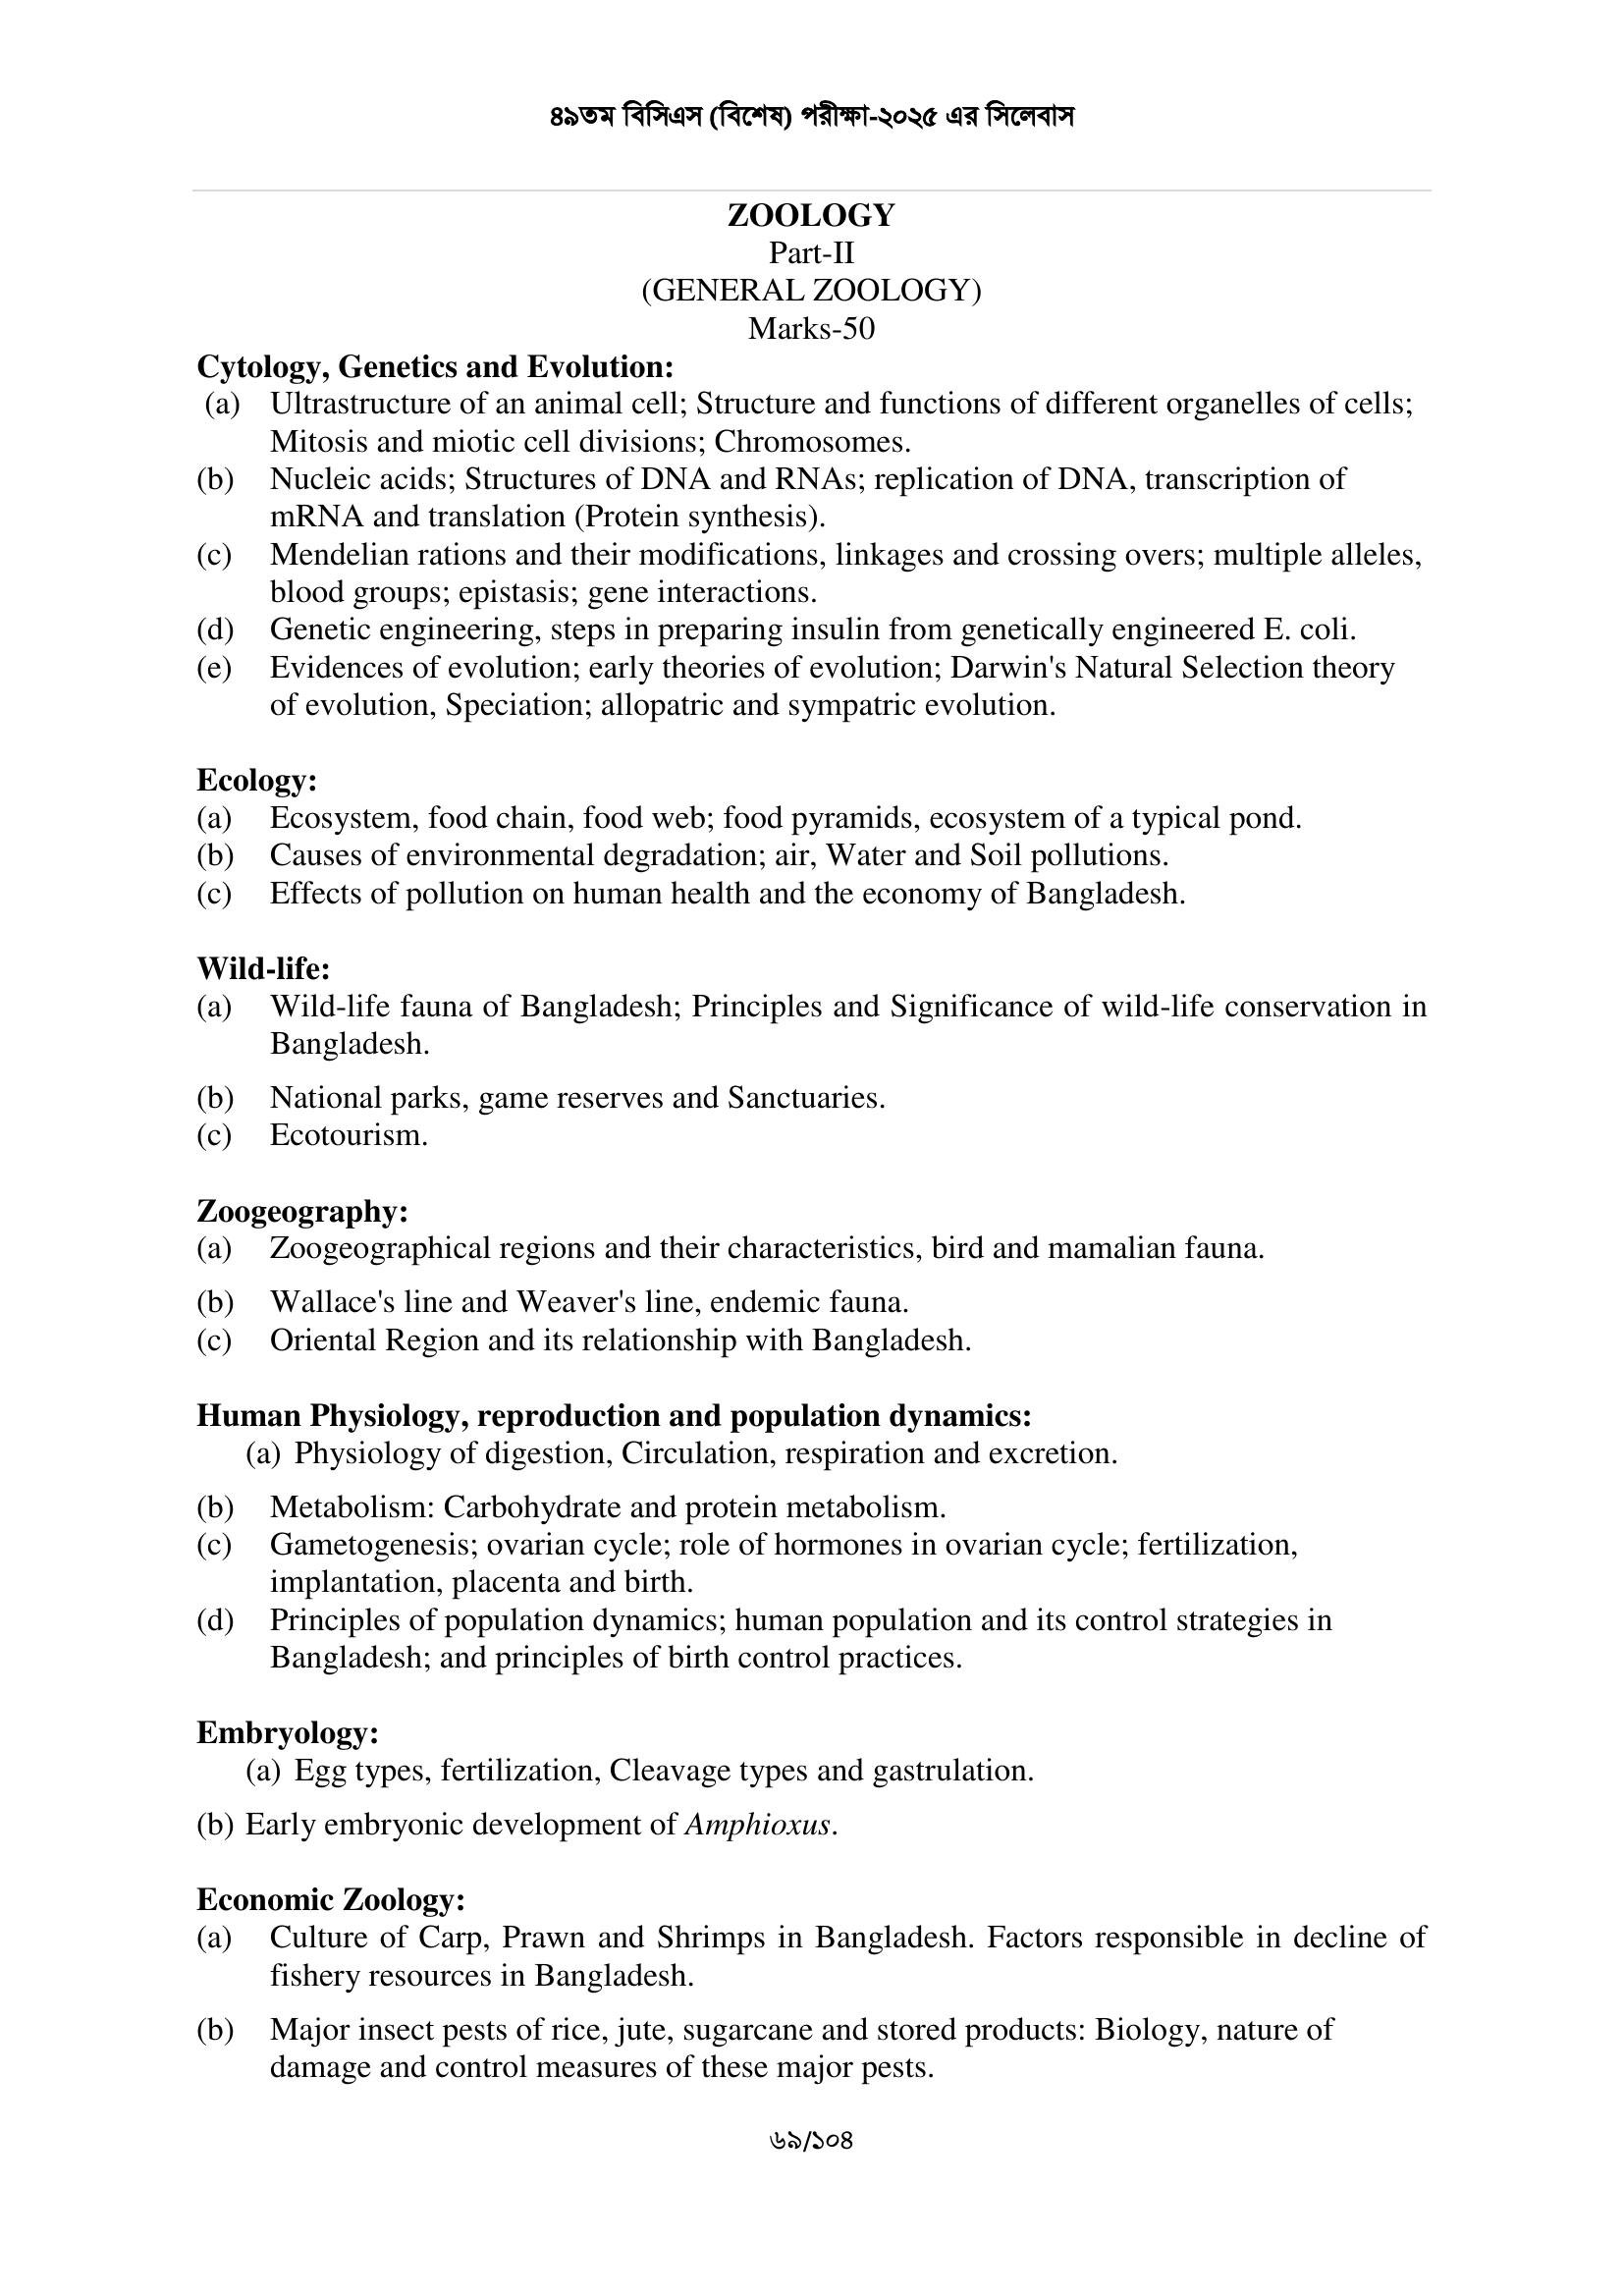 ৪৯তম বিসিএস (বিশেষ) পরীক্ষা-২০২৫ এর সিলেবাস
ZOOLOGY
Part-II
(GENERAL ZOOLOGY)
Marks-50
Cytology, Genetics and Evolution:
(a) Ultrastructure of an animal cell; Structure and functions of different organelles of cells;
Mitosis and miotic cell divisions; Chromosomes.
(b) Nucleic acids; Structures of DNA and RNAs; replication of DNA, transcription of
mRNA and translation (Protein synthesis).
(c) Mendelian rations and their modifications, linkages and crossing overs; multiple alleles,
blood groups; epistasis; gene interactions.
(d) Genetic engineering, steps in preparing insulin from genetically engineered E. coli.
(e) Evidences of evolution; early theories of evolution; Darwin's Natural Selection theory
of evolution, Speciation; allopatric and sympatric evolution.
Ecology:
(a) Ecosystem, food chain, food web; food pyramids, ecosystem of a typical pond.
(b) Causes of environmental degradation; air, Water and Soil pollutions.
(c) Effects of pollution on human health and the economy of Bangladesh.
Wild-life:
(a) Wild-life fauna of Bangladesh; Principles and Significance of wild-life conservation in
Bangladesh.
(b) National parks, game reserves and Sanctuaries.
(c) Ecotourism.
Zoogeography:
(a) Zoogeographical regions and their characteristics, bird and mamalian fauna.
(b) Wallace's line and Weaver's line, endemic fauna.
(c) Oriental Region and its relationship with Bangladesh.
Human Physiology, reproduction and population dynamics:
(a) Physiology of digestion, Circulation, respiration and excretion.
(b) Metabolism: Carbohydrate and protein metabolism.
(c) Gametogenesis; ovarian cycle; role of hormones in ovarian cycle; fertilization,
implantation, placenta and birth.
(d) Principles of population dynamics; human population and its control strategies in
Bangladesh; and principles of birth control practices.
Embryology:
(a) Egg types, fertilization, Cleavage types and gastrulation.
(b) Early embryonic development of Amphioxus.
Economic Zoology:
(a) Culture of Carp, Prawn and Shrimps in Bangladesh. Factors responsible in decline of
fishery resources in Bangladesh.
(b) Major insect pests of rice, jute, sugarcane and stored products: Biology, nature of
damage and control measures of these major pests.
৬৯/১০৪